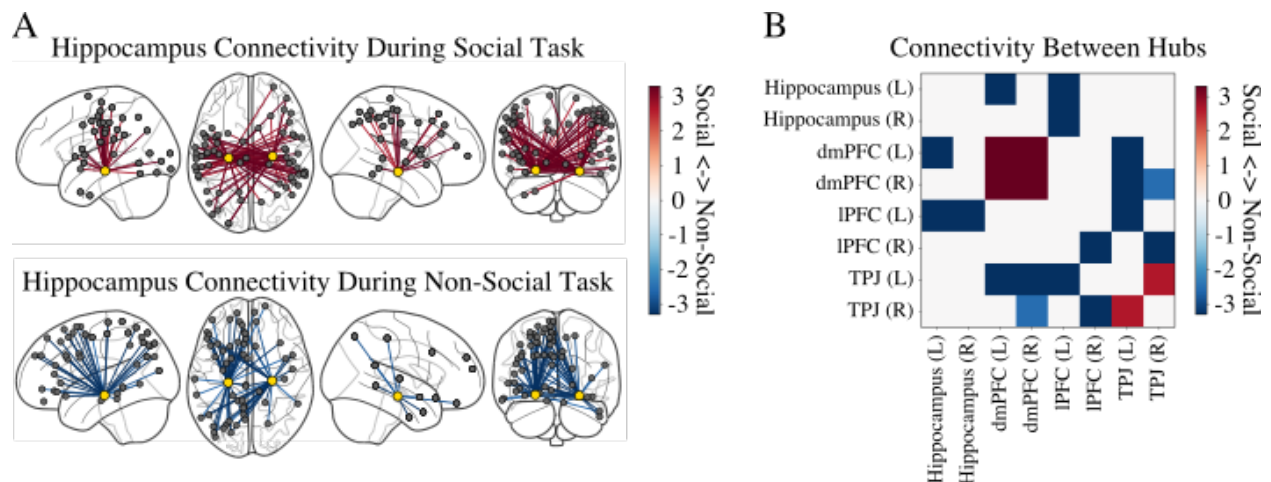 A
Hippocampus Connectivity During Social Task
3
2
1
0
-1
-2
-3
Social <-> Non-Social
Hippocampus Connectivity During Non-Social Task
B
Connectivity Between Hubs
Hippocampus (L)
Hippocampus (R)
dmPFC (L)
dmPFC (R)
lPFC (L)
lPFC (R)
TPJ (L)
TPJ (R)
Hippocampus (L)
Hippocampus (R)
dmPFC (L)
dmPFC (R)
lPFC (L)
lPFC (R)
TPJ (L)
TPJ (R)
3
2
1
0
-1
-2
-3
Social <-> Non-Social